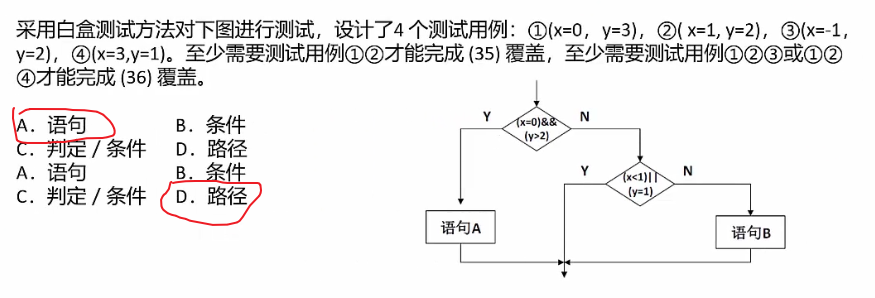 采用白盒测试方法对下图进行测试，设计了4 个测试用例：①(x=0，y=3)，②( x=1, y=2)，③(x=-1，
y=2)，④(x=3,y=1)。至少需要测试用例①②才能完成 (35) 覆盖，至少需要测试用例①②③或①②
④才能完成 (36) 覆盖。
A．语句 B．条件
C．判定 / 条件 D．路径
A．语句 B．条件
C．判定 / 条件 D．路径
Y
(x=0)&&
(y>2)
N
Y
(x<1)||
(y=1)
N
语句A
语句B